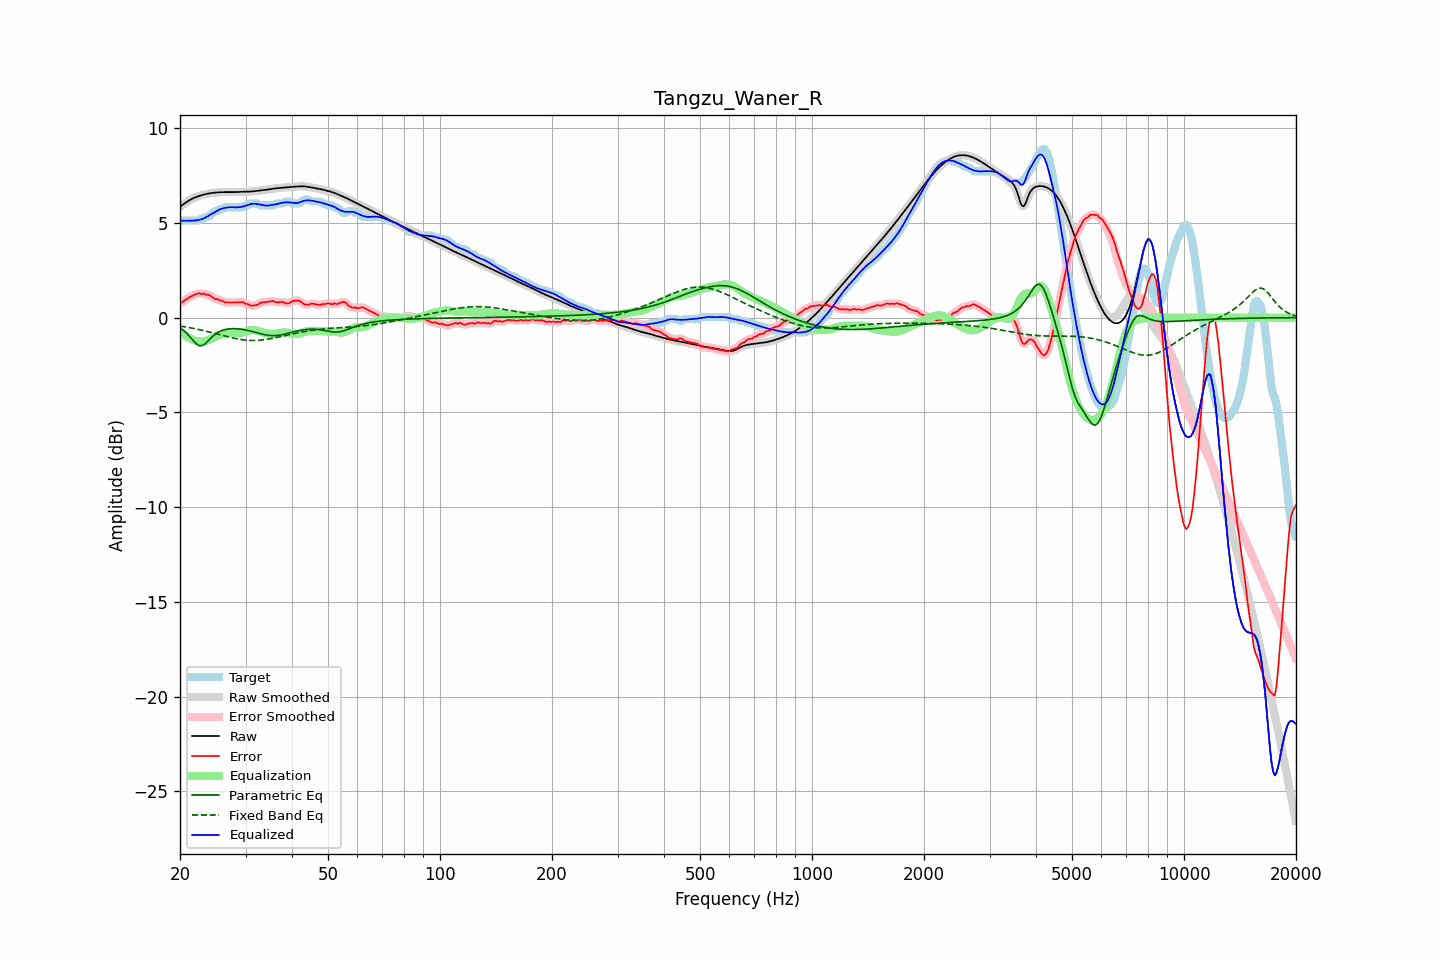 Tangzu_Waner_R
10
5
0
−5
−10
−15
−20
−25
Amplitude (dBr)
Target
Raw Smoothed
Error Smoothed
Raw
Error
Equalization
Parametric Eq
Fixed Band Eq
Equalized
20 50 100 200 500 1000 2000 5000 10000 20000
Frequency (Hz)